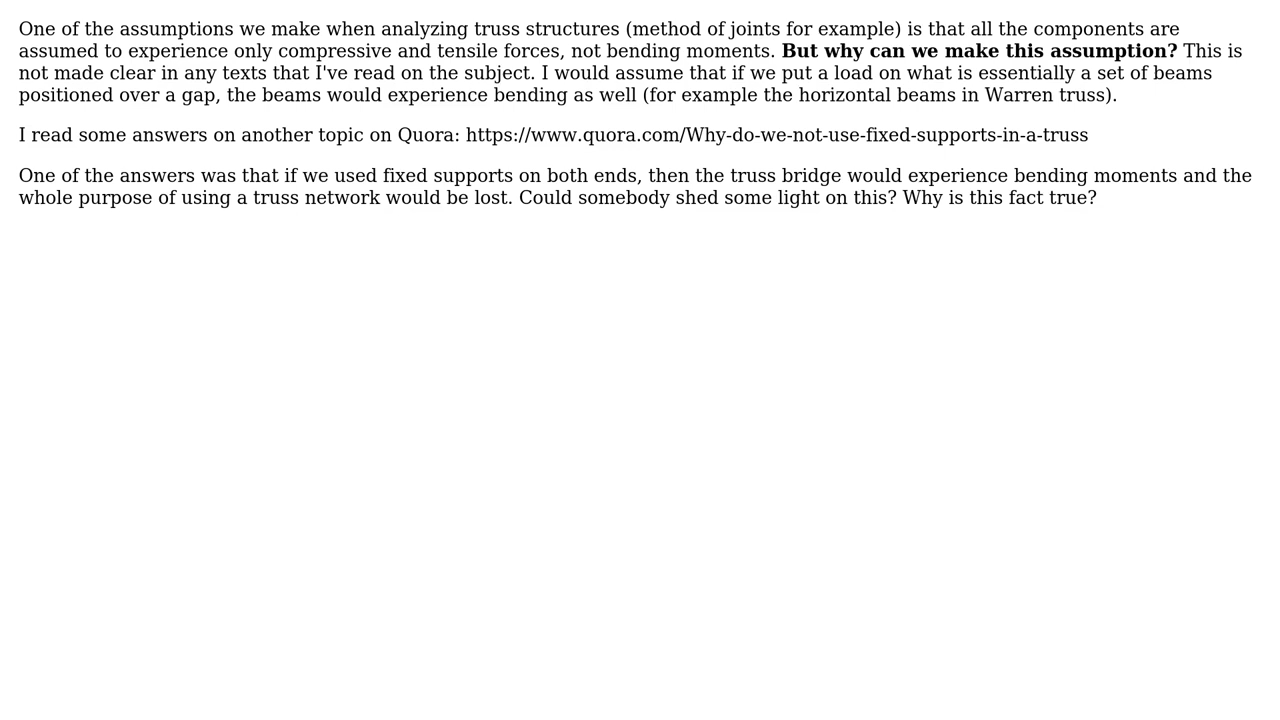 One of the assumptions we make when analyzing truss structures (method of joints for example) is that all the components are
assumed to experience only compressive and tensile forces, not bending moments. But why can we make this assumption? This is
not made clear in any texts that I've read on the subject. I would assume that if we put a load on what is essentially a set of beams
positioned over a gap, the beams would experience bending as well (for example the horizontal beams in Warren truss).
I read some answers on another topic on Quora: https://www.quora.com/Why-do-we-not-use-fixed-supports-in-a-truss
One of the answers was that if we used fixed supports on both ends, then the truss bridge would experience bending moments and the
whole purpose of using a truss network would be lost. Could somebody shed some light on this? Why is this fact true?